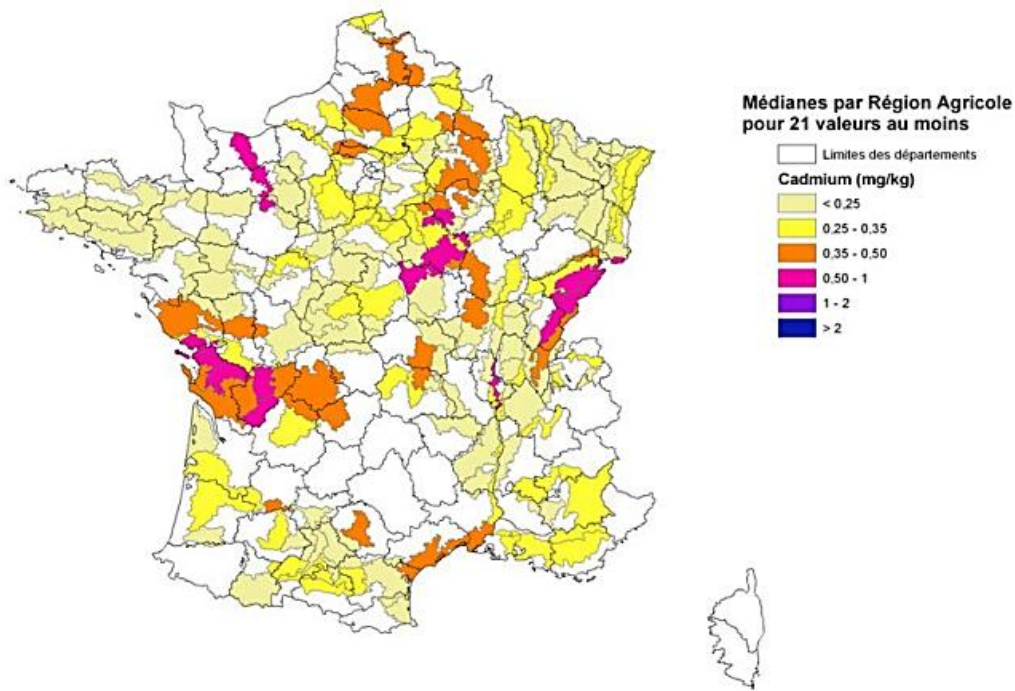 Médianes par Région Agricole
pour 21 valeurs au moins
Limites des départements
Cadmium (mg/kg)
< 0,25
0,25 - 0,35
0,35 - 0,50
0,50 - 1
1 - 2
> 2